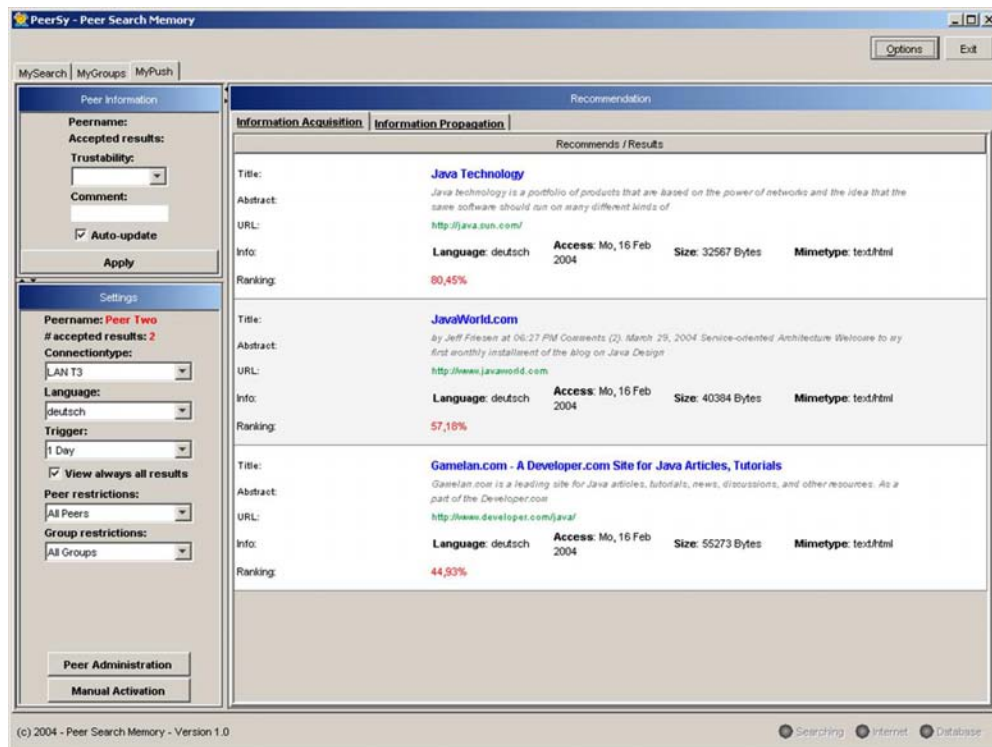 PeerSy - Peer Search Memory
Options Exit
MySearch MyGroups MyPush
Peer Information
Peername:
Accepted results:
Trustability:
Comment:
Auto-update
Apply
Settings
Peername: Peer Two
# accepted results: 2
Connectiontype:
LAN T3
Language:
deutsch
Trigger:
1 Day
View always all results
Peer restrictions:
All Peers
Group restrictions:
All Groups
Peer Administration
Manual Activation
Recommendation
Information Acquisition Information Propagation
Recommends / Results
Title: Java Technology
Abstract: Java technology is a portfolio of products that are based on the power of networks and the idea that the
same software should run on many different kinds of
URL: http://java.sun.com/
Info: Language: deutsch Access: Mo, 16 Feb 2004 Size: 32567 Bytes Mimetype: text/html
Ranking: 80,45%
Title: JavaWorld.com
Abstract: by Jeff Friesen at 06:27 PM Comments (2). March 29, 2004 Service-oriented Architecture Welcome to my
first monthly installment of the blog on Java Design
URL: http://www.javaworld.com
Info: Language: deutsch Access: Mo, 16 Feb 2004 Size: 40384 Bytes Mimetype: text/html
Ranking: 57,18%
Title: Gamelan.com - A Developer.com Site for Java Articles, Tutorials
Abstract: Gamelan.com is a leading site for Java articles, tutorials, news, discussions, and other resources. As a
part of the Developer.com
URL: http://www.developer.com/java/
Info: Language: deutsch Access: Mo, 16 Feb 2004 Size: 55273 Bytes Mimetype: text/html
Ranking: 44,93%
(c) 2004 - Peer Search Memory - Version 1.0
Searching Internet Database